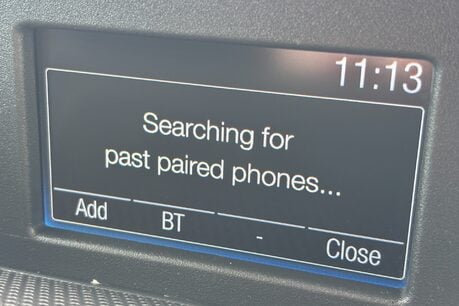 11:13
Searching for
past paired phones...
Add BT - Close